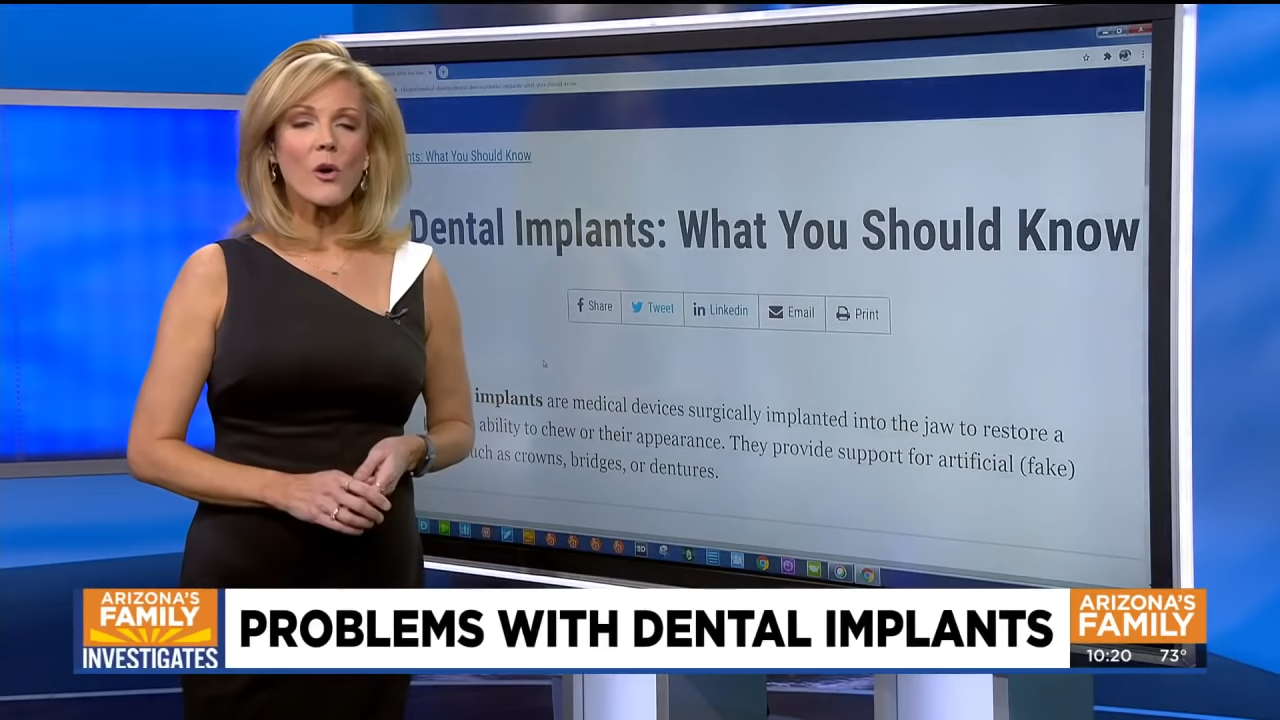 nts: What You Should Know
Dental Implants: What You Should Know
Share
Tweet
in Linkedin
Email
Print
implants are medical devices surgically implanted into the jaw to restore a
ability to chew or their appearance. They provide support for artificial (fake)
uch as crowns, bridges, or dentures.
3D
ARIZONA'S
FAMILY
INVESTIGATES
PROBLEMS WITH DENTAL IMPLANTS
ARIZONA'S
FAMILY
10:20 73°